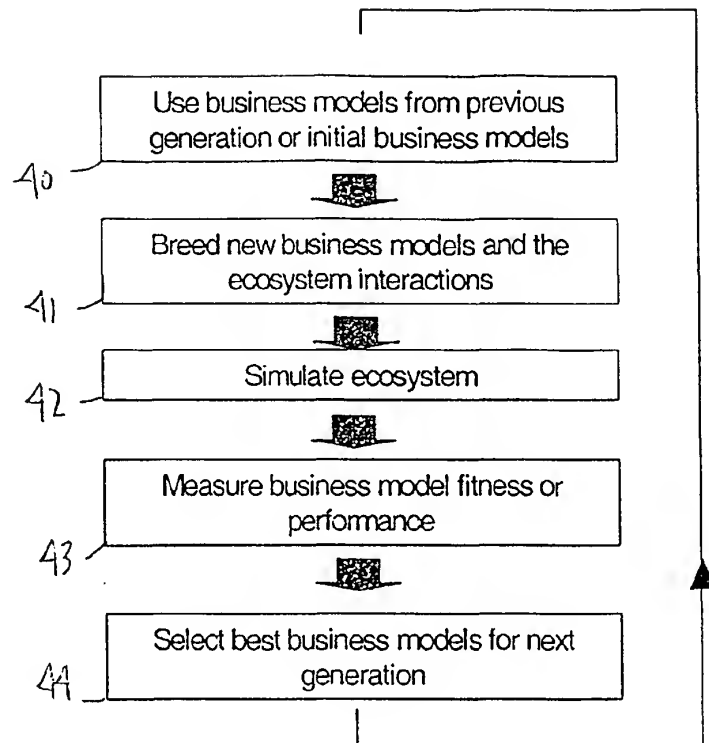 Use business models from previous
generation or initial business models
40
Breed new business models and the
ecosystem interactions
41
Simulate ecosystem
42
Measure business model fitness or
performance
43
Select best business models for next
generation
44